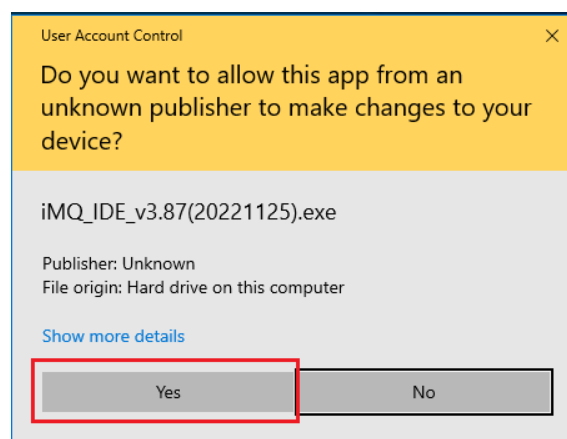 User Account Control
Do you want to allow this app from an
unknown publisher to make changes to your
device?
iMQ_IDE_v3.87(20221125).exe
Publisher: Unknown
File origin: Hard drive on this computer
Show more details
Yes
No